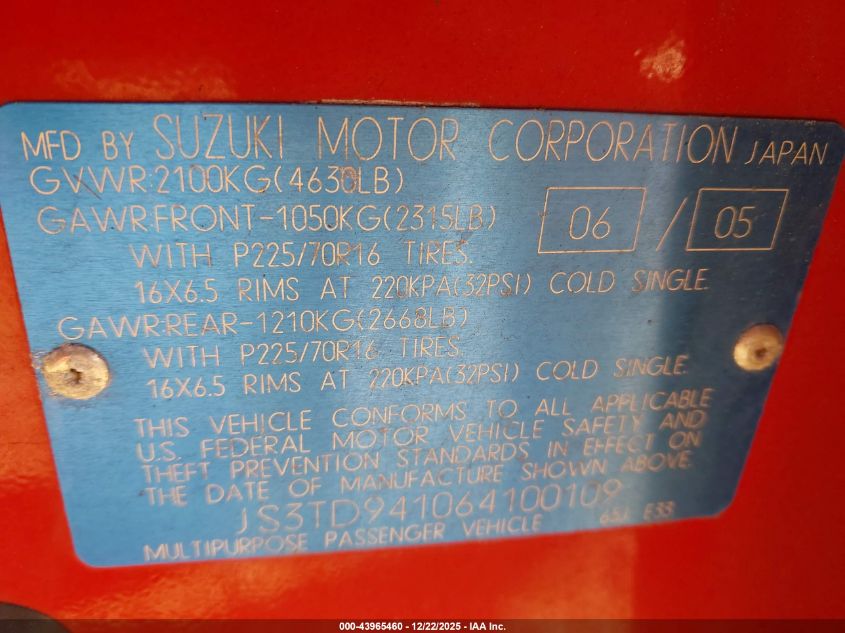 MFD BY SUZUKI MOTOR CORPORATION JAPAN
GVWR:2100KG(4630LB)
GAWR:FRONT-1050KG(2315LB) 06 / 05
WITH P225/70R16 TIRES.
16X6.5 RIMS AT 220KPA(32PSI) COLD SINGLE.
GAWR:REAR-1210KG(2668LB)
WITH P225/70R16 TIRES.
16X6.5 RIMS AT 220KPA(32PSI) COLD SINGLE.
THIS VEHICLE CONFORMS TO ALL APPLICABLE
U.S. FEDERAL MOTOR VEHICLE SAFETY AND
THEFT PREVENTION STANDARDS IN EFFECT ON
THE DATE OF MANUFACTURE SHOWN ABOVE.
JS3TD941064100109
MULTIPURPOSE PASSENGER VEHICLE 65J E33
000-43965460 - 12/22/2025 - IAA Inc.